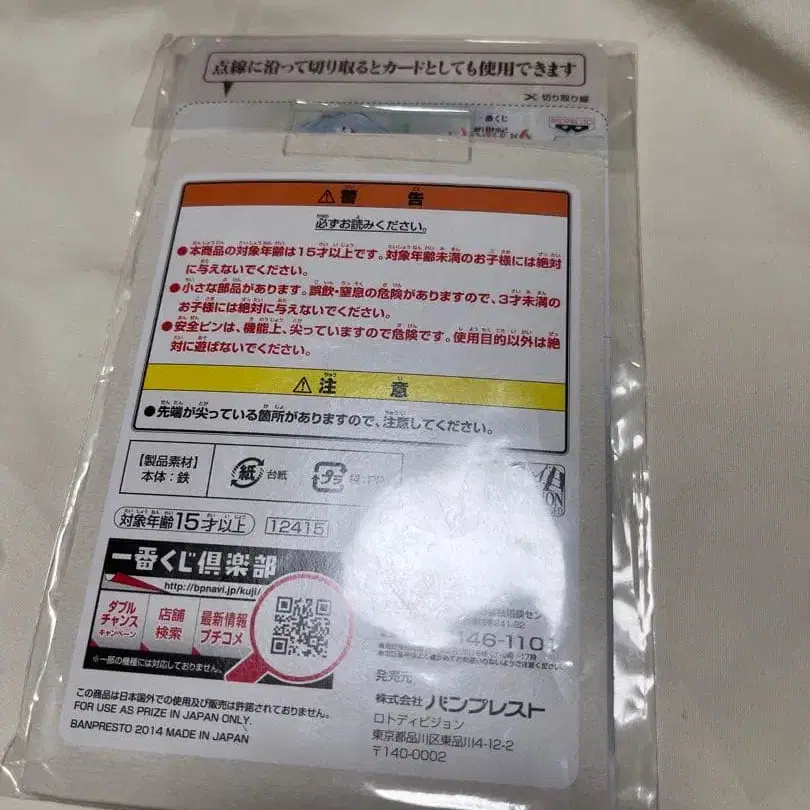 点線に沿って切り取るとカードとしても使用できます
切り取り線
一番くじ
⚠警告
必ずお読みください。
●本商品の対象年齢は15才以上です。対象年齢未満のお子様には絶対
に与えないでください。
●小さな部品があります。誤飲・窒息の危険がありますので、3才未満の
お子様には絶対に与えないでください。
●安全ピンは、機能上、尖っていますので危険です。使用目的以外は絶
対に遊ばないでください。
⚠注意
●先端が尖っている箇所がありますので、注意してください。
【製品素材】
本体:鉄
紙 台紙
プラ 袋:PP
対象年齢15才以上
12415
一番くじ倶楽部
http://bpnavi.jp/kuji/
ダブル
チャンス
キャンペーン
店舗
検索
最新情報
プチコメ
※一部の機種には対応しておりません。
241-22
146-1101
この商品は日本国外での使用及び販売は許諾されておりません。
FOR USE AS PRIZE IN JAPAN ONLY.
BANPRESTO 2014 MADE IN JAPAN
発売元
株式会社 バンプレスト
ロトディビジョン
東京都品川区東品川4-12-2
〒140-0002